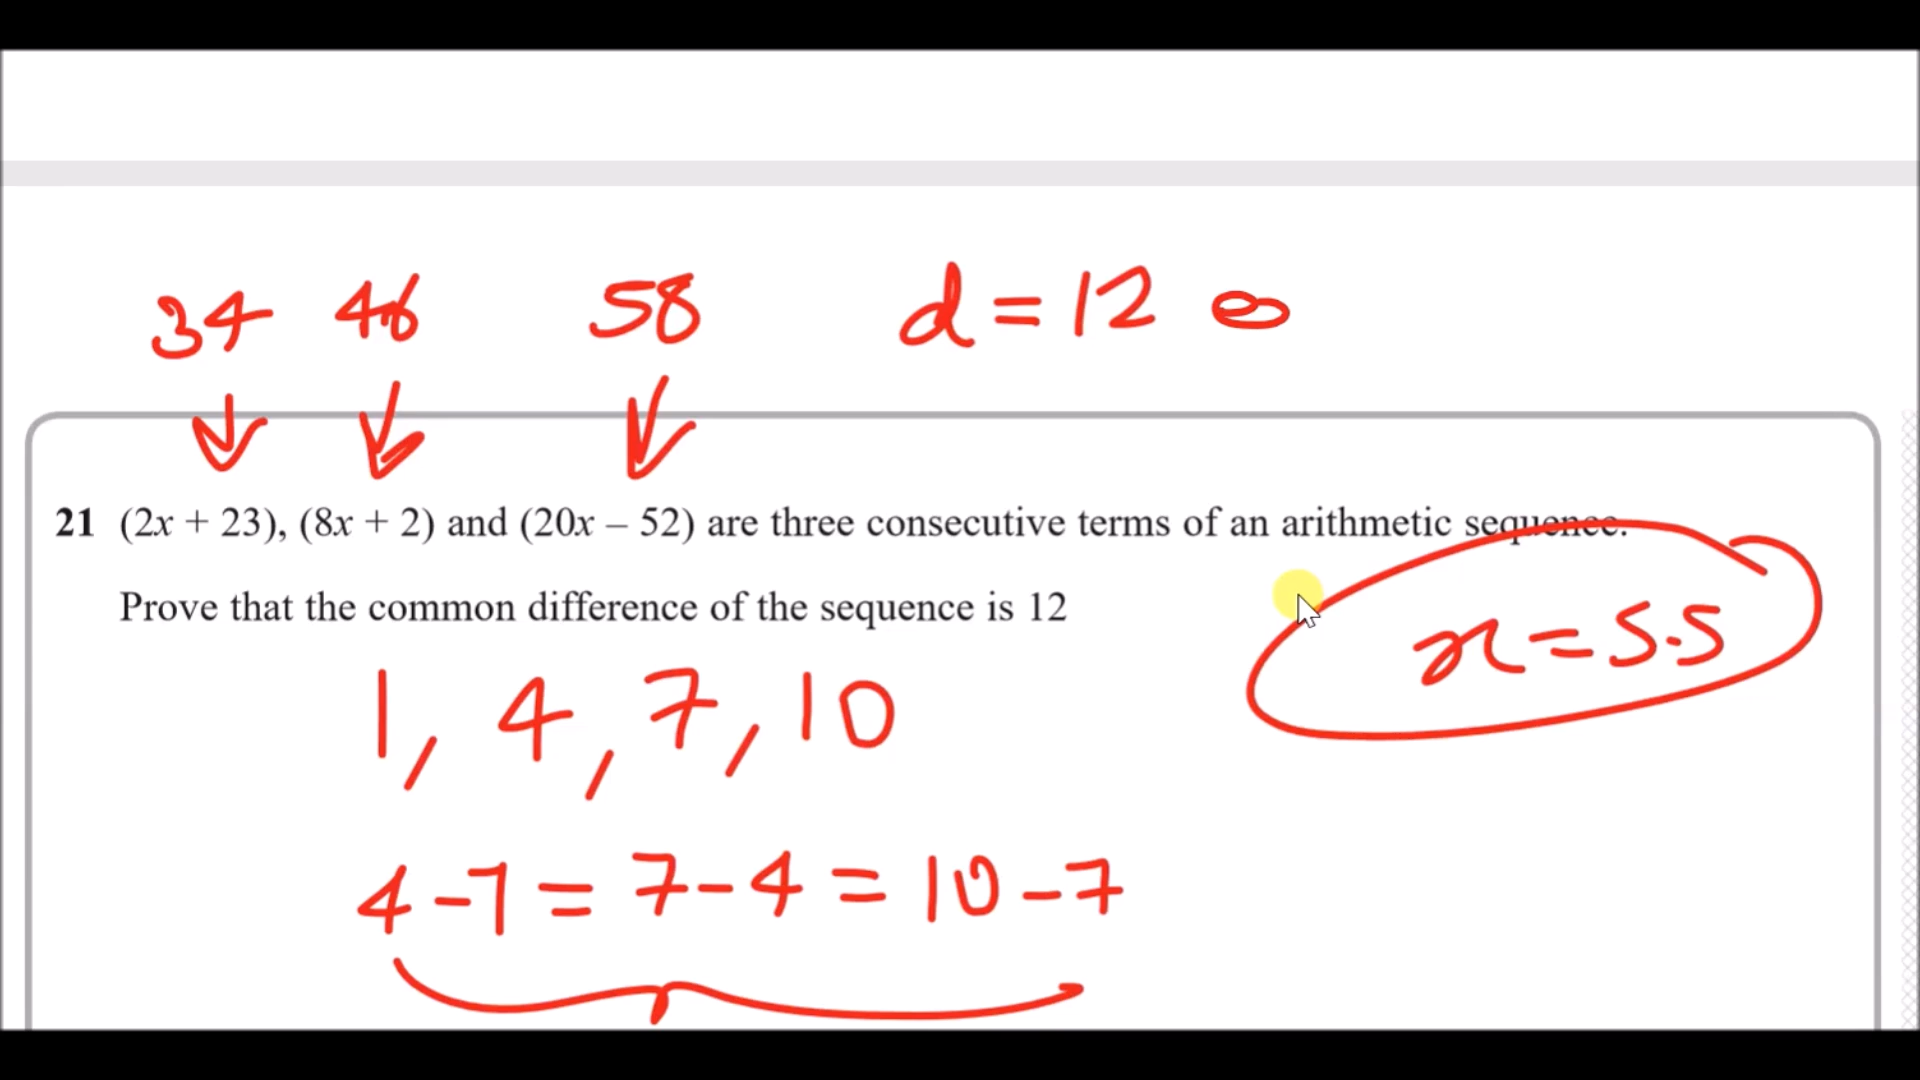 34 46 58 d = 12
21 (2x + 23), (8x + 2) and (20x – 52) are three consecutive terms of an arithmetic sequence.
Prove that the common difference of the sequence is 12
x = 5.5
1, 4, 7, 10
4 - 1 = 7 - 4 = 10 - 7